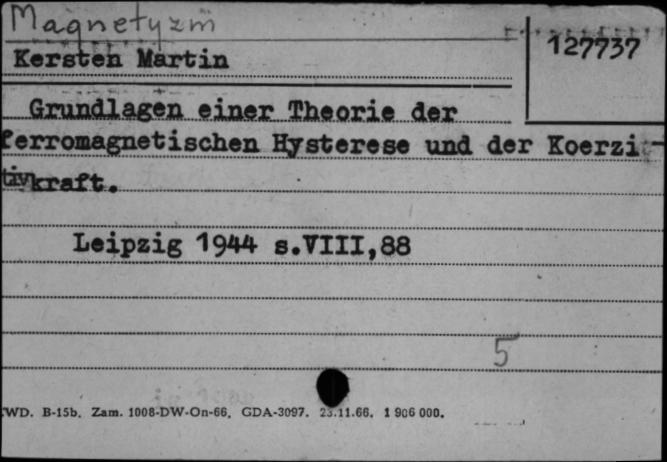 Magnetyzm
127737
Kersten Martin
Grundlagen einer Theorie der
ferromagnetischen Hysterese und der Koerzi-
tivkraft.
Leipzig 1944 s.VIII,88
5
WD. B-15b. Zam. 1008-DW-On-66. GDA-3097. 23.11.66. 1 906 000.